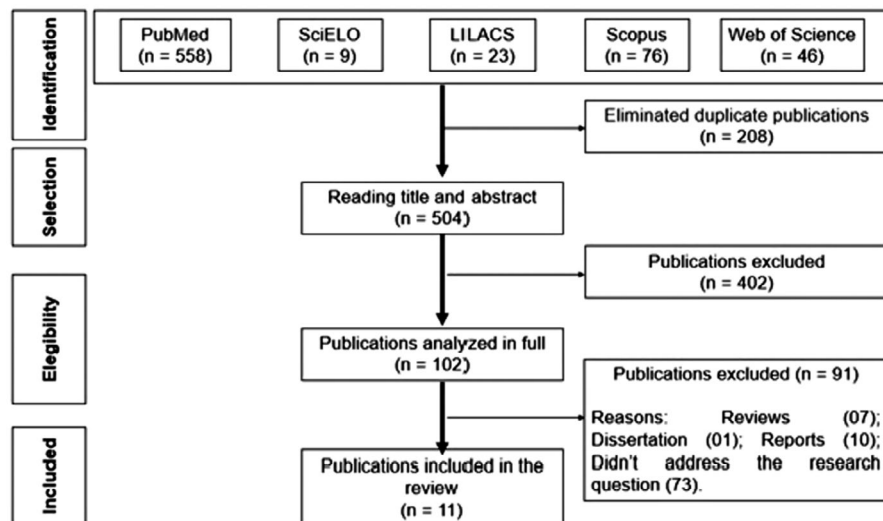 Identification
PubMed
(n = 558)
SciELO
(n = 9)
LILACS
(n = 23)
Scopus
(n = 76)
Web of Science
(n = 46)
Eliminated duplicate publications
(n = 208)
Selection
Reading title and abstract
(n = 504)
Publications excluded
(n = 402)
Elegibility
Publications analyzed in full
(n = 102)
Publications excluded (n = 91)
Reasons: Reviews (07);
Dissertation (01); Reports (10);
Didn't address the research
question (73).
Included
Publications included in the
review
(n = 11)